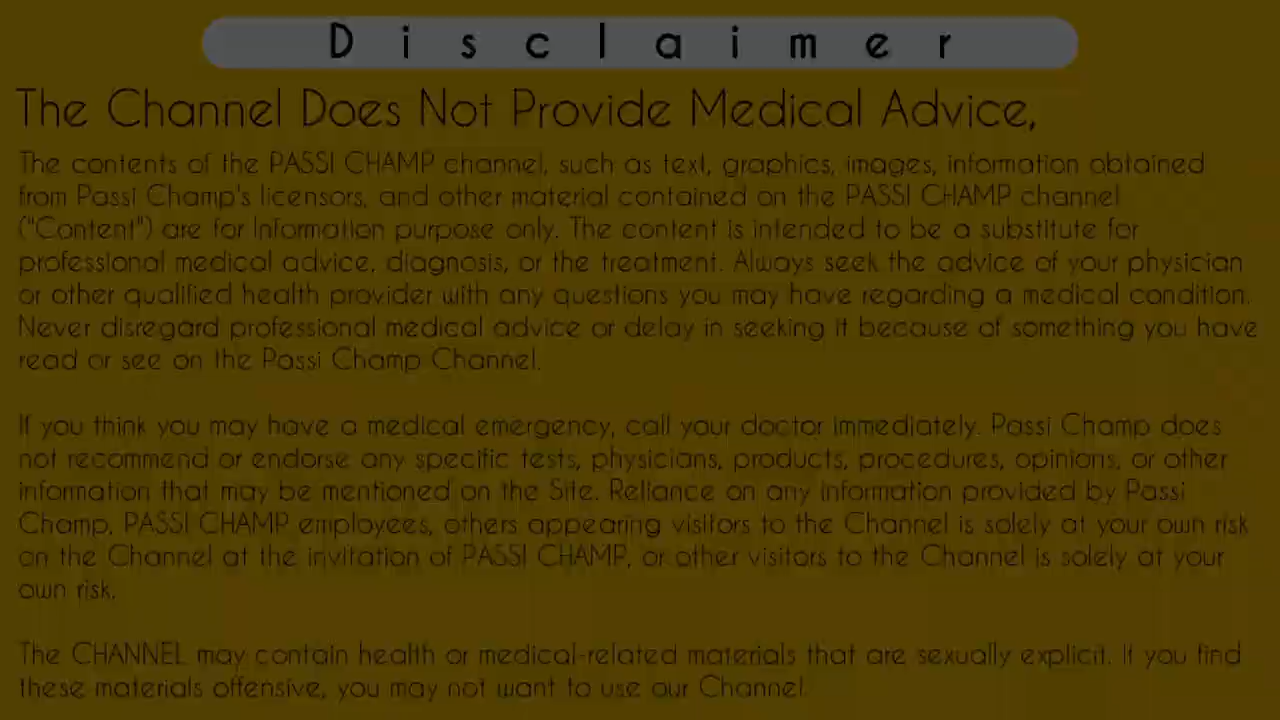 Disclaimer
The Channel Does Not Provide Medical Advice,
The contents of the PASSI CHAMP channel, such as text, graphics, images, information obtained
from Passi Champ's licensors, and other material contained on the PASSI CHAMP channel
("Content") are for Information purpose only. The content is intended to be a substitute for
professional medical advice, diagnosis, or the treatment. Always seek the advice of your physician
or other qualified health provider with any questions you may have regarding a medical condition.
Never disregard professional medical advice or delay in seeking it because of something you have
read or see on the Passi Champ Channel.
If you think you may have a medical emergency, call your doctor immediately. Passi Champ does
not recommend or endorse any specific tests, physicians, products, procedures, opinions, or other
information that may be mentioned on the Site. Reliance on any information provided by Passi
Champ, PASSI CHAMP employees, others appearing visitors to the Channel is solely at your own risk
on the Channel at the invitation of PASSI CHAMP, or other visitors to the Channel is solely at your
own risk.
The CHANNEL may contain health or medical-related materials that are sexually explicit. If you find
these materials offensive, you may not want to use our Channel.